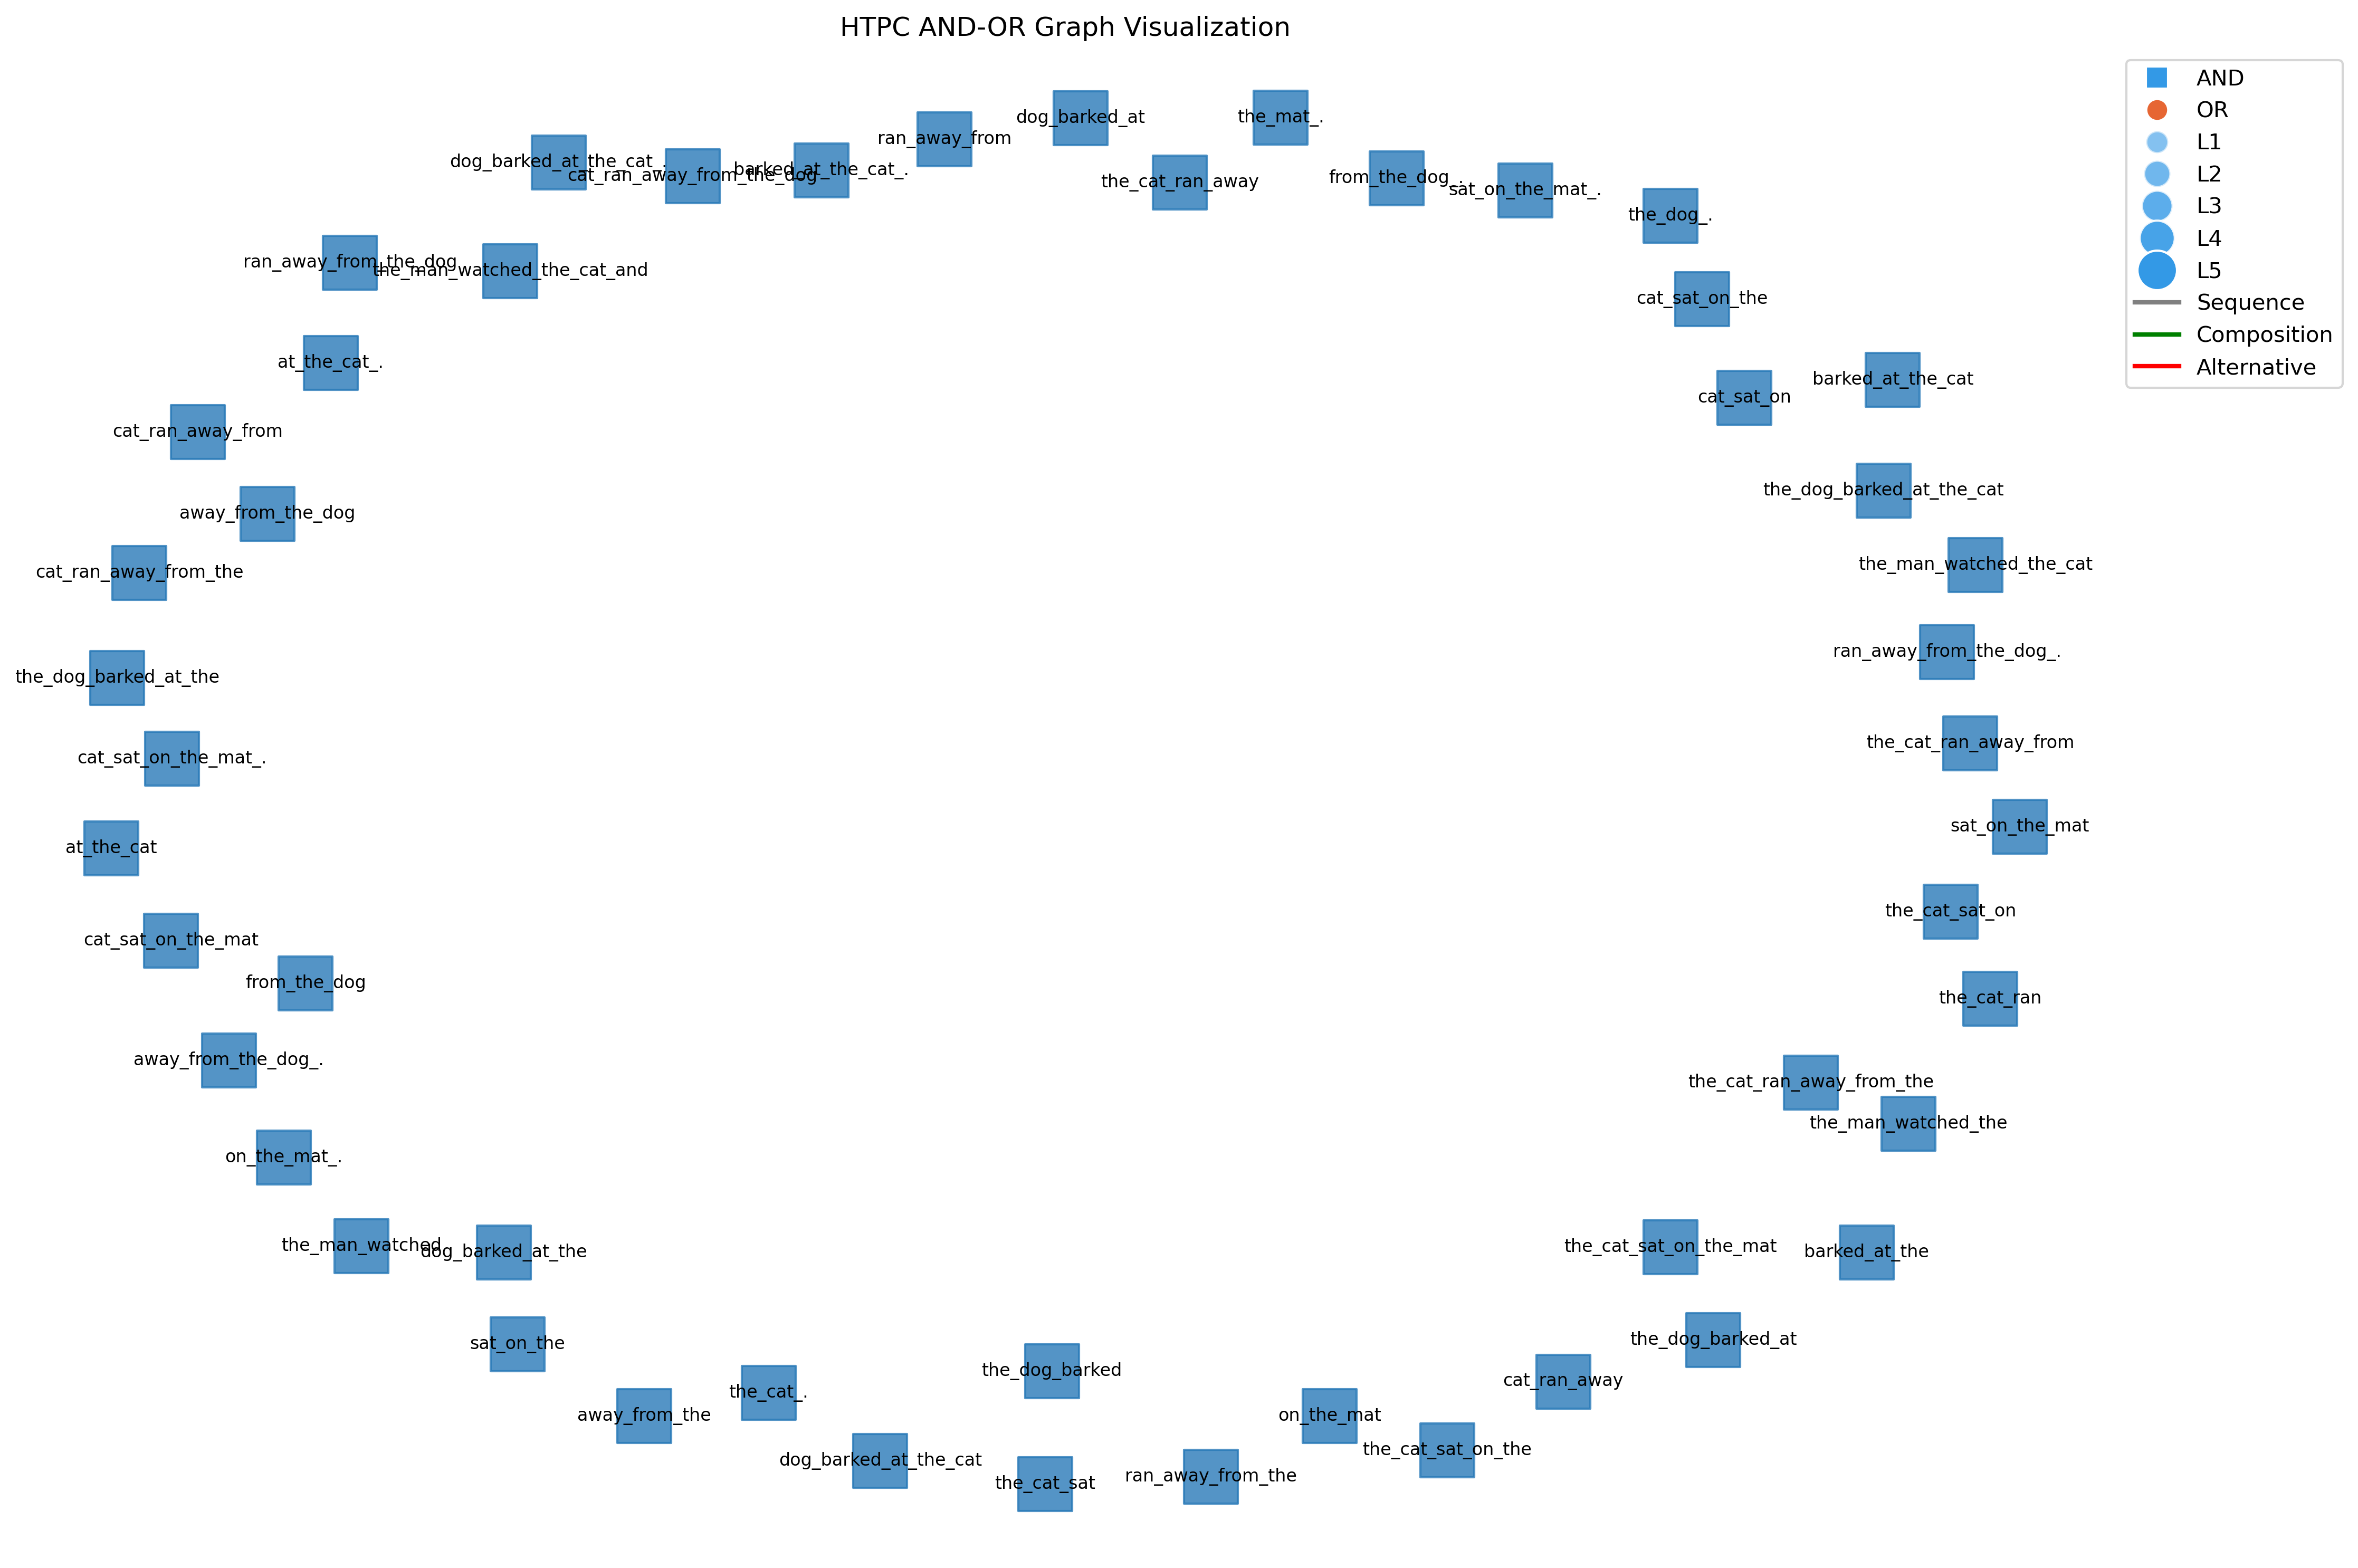 HTPC AND-OR Graph Visualization
AND
OR
L1
L2
L3
L4
L5
Sequence
Composition
Alternative
dog_barked_at
the_mat_.
ran_away_from
dog_barked_at_the_cat_.
cat_ran_away_from_the_dog
barked_at_the_cat_.
the_cat_ran_away
from_the_dog_.
sat_on_the_mat_.
the_dog_.
ran_away_from_the_dog
the_man_watched_the_cat_and
cat_sat_on_the
at_the_cat_.
barked_at_the_cat
cat_sat_on
cat_ran_away_from
the_dog_barked_at_the_cat
away_from_the_dog
the_man_watched_the_cat
cat_ran_away_from_the
ran_away_from_the_dog_.
the_dog_barked_at_the
the_cat_ran_away_from
cat_sat_on_the_mat_.
sat_on_the_mat
at_the_cat
the_cat_sat_on
cat_sat_on_the_mat
from_the_dog
the_cat_ran
away_from_the_dog_.
the_cat_ran_away_from_the
the_man_watched_the
on_the_mat_.
the_man_watched
dog_barked_at_the
the_cat_sat_on_the_mat
barked_at_the
sat_on_the
the_dog_barked_at
the_dog_barked
cat_ran_away
the_cat_.
away_from_the
on_the_mat
the_cat_sat_on_the
dog_barked_at_the_cat
ran_away_from_the
the_cat_sat